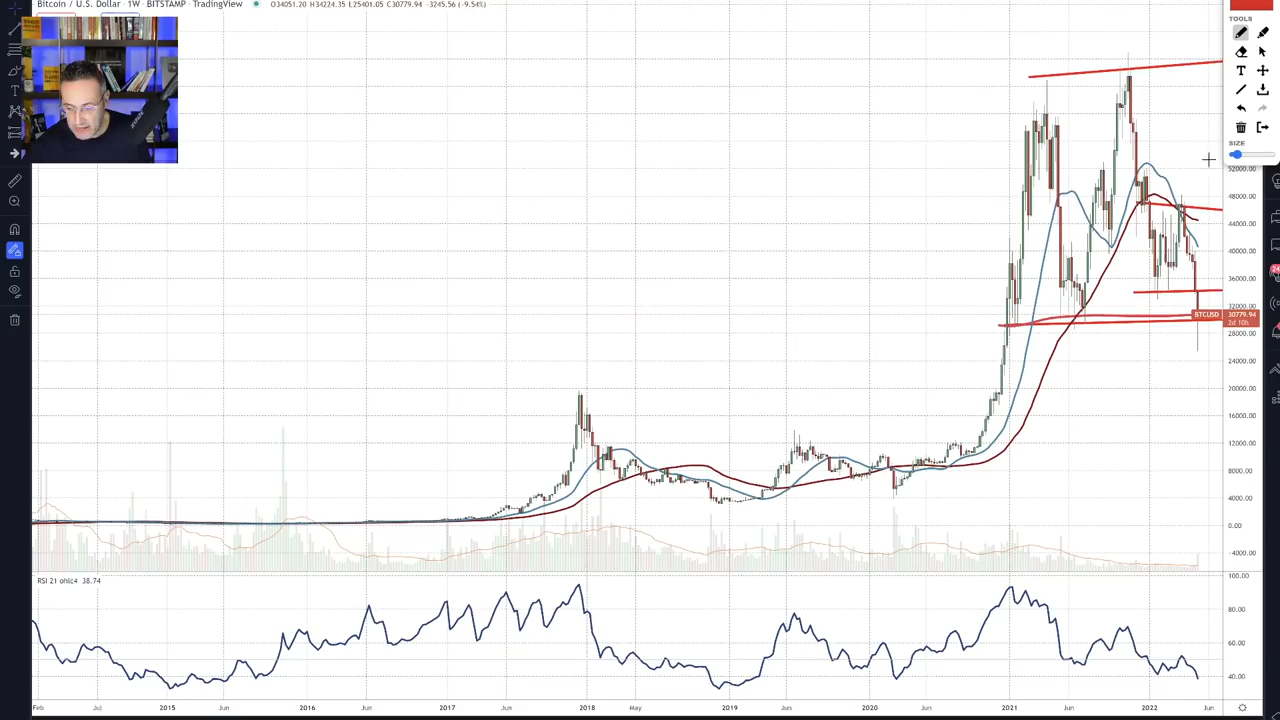 Bitcoin / U.S. Dollar · 1W · BITSTAMP · TradingView O34051.20 H34224.35 L25401.05 C30779.94 -3245.56 (-9.54%)
TOOLS
SIZE
52000.00
48000.00
44000.00
40000.00
36000.00
32000.00
BTCUSD 30779.94
2d 10h
28000.00
24000.00
20000.00
16000.00
12000.00
8000.00
4000.00
0.00
-4000.00
RSI 21 ohlc4 38.74
100.00
80.00
60.00
40.00
Feb Jul 2015 Jun 2016 Jun 2017 Jun 2018 May 2019 Jun 2020 Jun 2021 Jun 2022 Jun